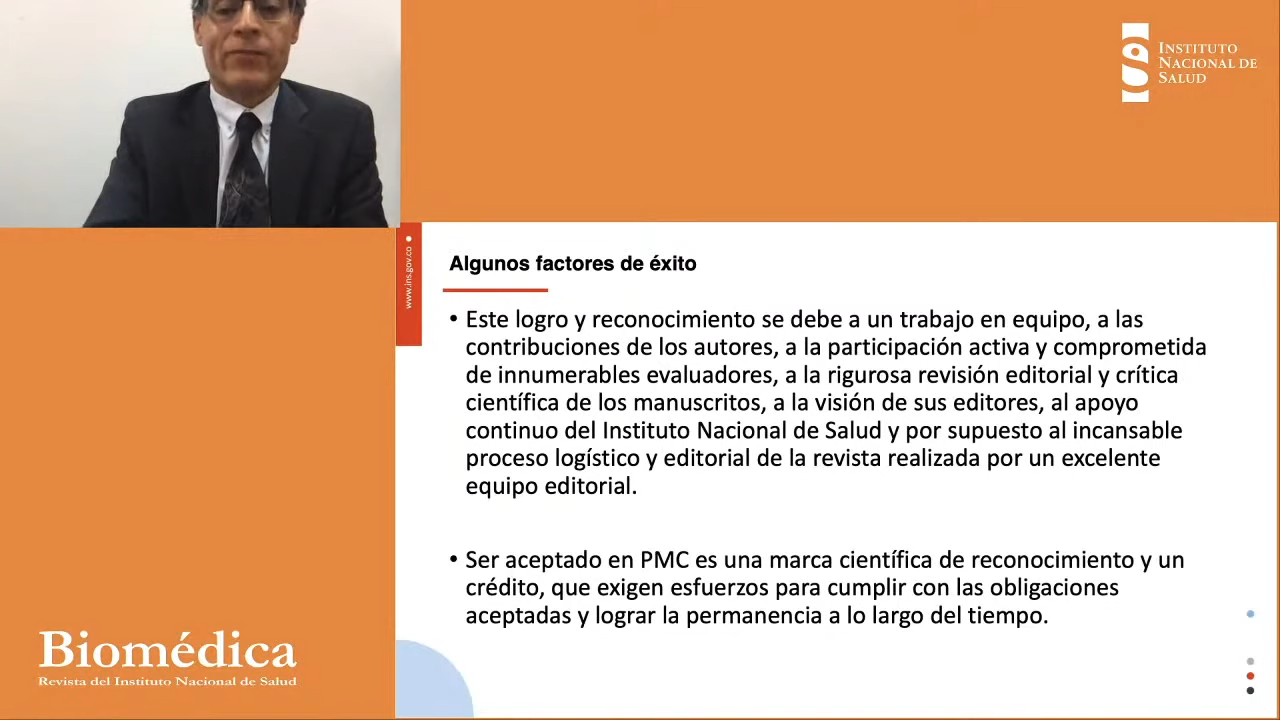 INSTITUTO
NACIONAL DE
SALUD
www.ins.gov.co
Algunos factores de éxito
• Este logro y reconocimiento se debe a un trabajo en equipo, a las
contribuciones de los autores, a la participación activa y comprometida
de innumerables evaluadores, a la rigurosa revisión editorial y crítica
científica de los manuscritos, a la visión de sus editores, al apoyo
continuo del Instituto Nacional de Salud y por supuesto al incansable
proceso logístico y editorial de la revista realizada por un excelente
equipo editorial.
• Ser aceptado en PMC es una marca científica de reconocimiento y un
crédito, que exigen esfuerzos para cumplir con las obligaciones
aceptadas y lograr la permanencia a lo largo del tiempo.
Biomédica
Revista del Instituto Nacional de Salud